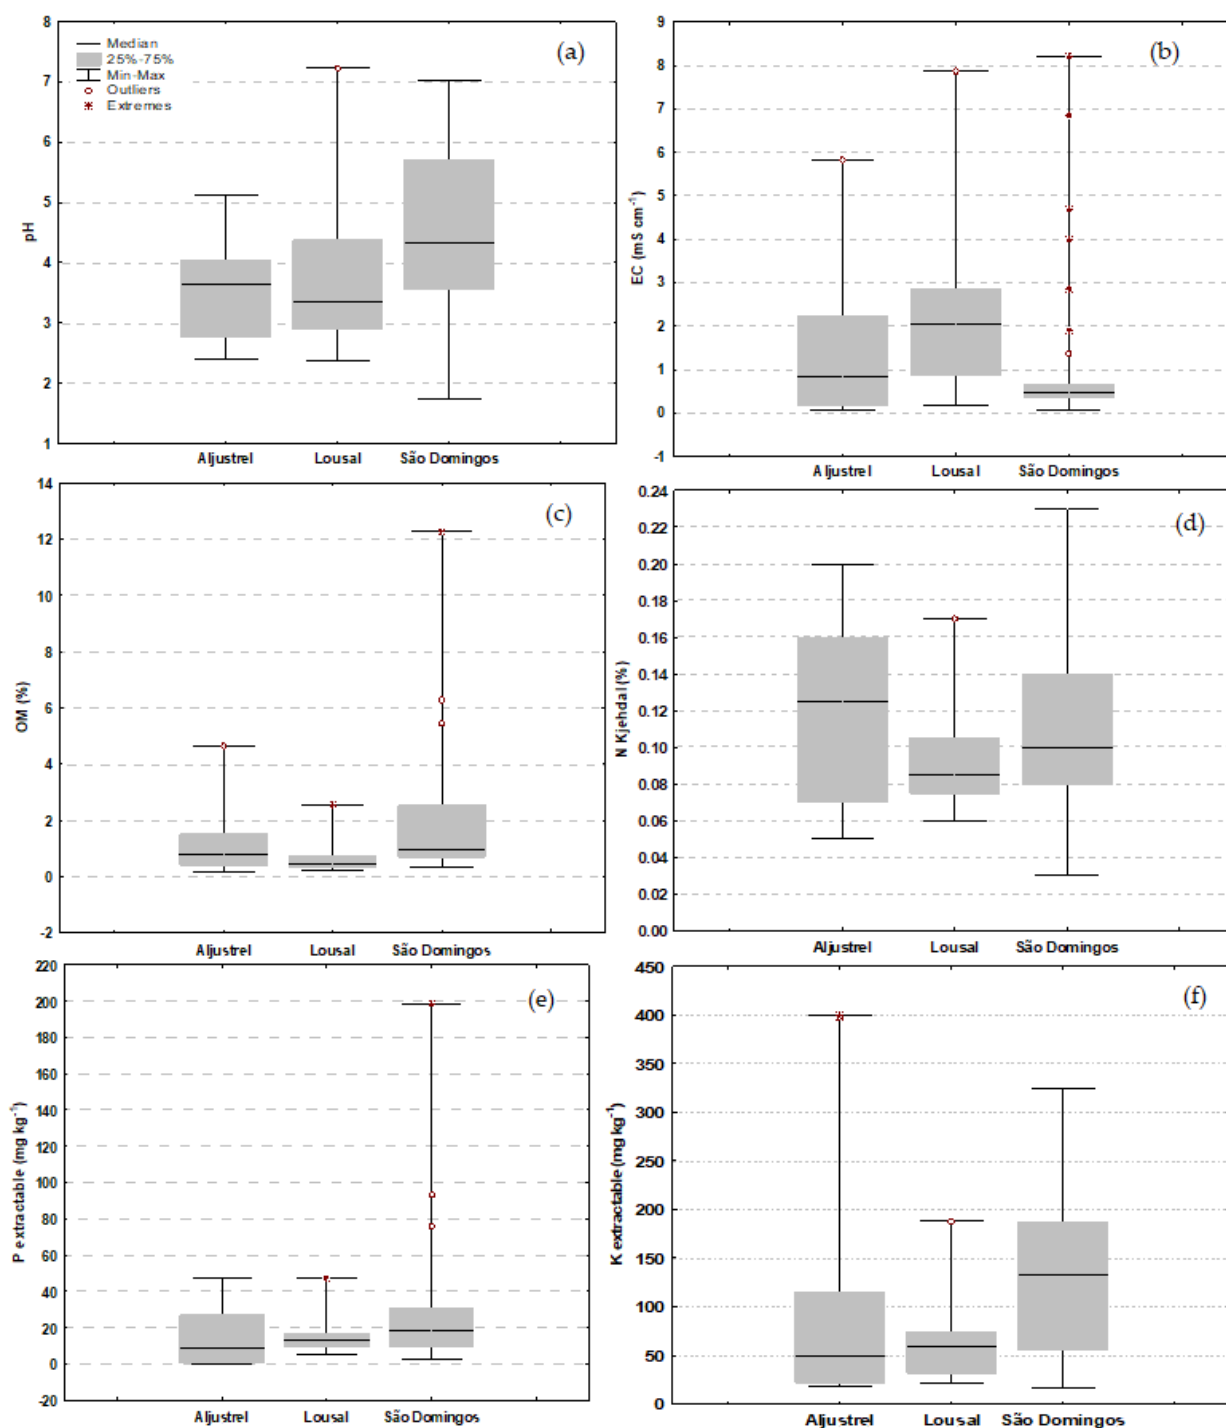 (a)
Median
25%-75%
Min-Max
Outliers
Extremes
8
7
6
5
4
3
2
1
pH
Aljustrel Lousal São Domingos
(b)
9
8
7
6
5
4
3
2
1
0
-1
EC (mS cm⁻¹)
Aljustrel Lousal São Domingos
(c)
14
12
10
8
6
4
2
0
-2
OM (%)
Aljustrel Lousal São Domingos
(d)
0.24
0.22
0.20
0.18
0.16
0.14
0.12
0.10
0.08
0.06
0.04
0.02
0.00
N Kjehdal (%)
Aljustrel Lousal São Domingos
(e)
220
200
180
160
140
120
100
80
60
40
20
0
-20
P extractable (mg kg⁻¹)
Aljustrel Lousal São Domingos
(f)
450
400
350
300
250
200
150
100
50
0
K extractable (mg kg⁻¹)
Aljustrel Lousal São Domingos